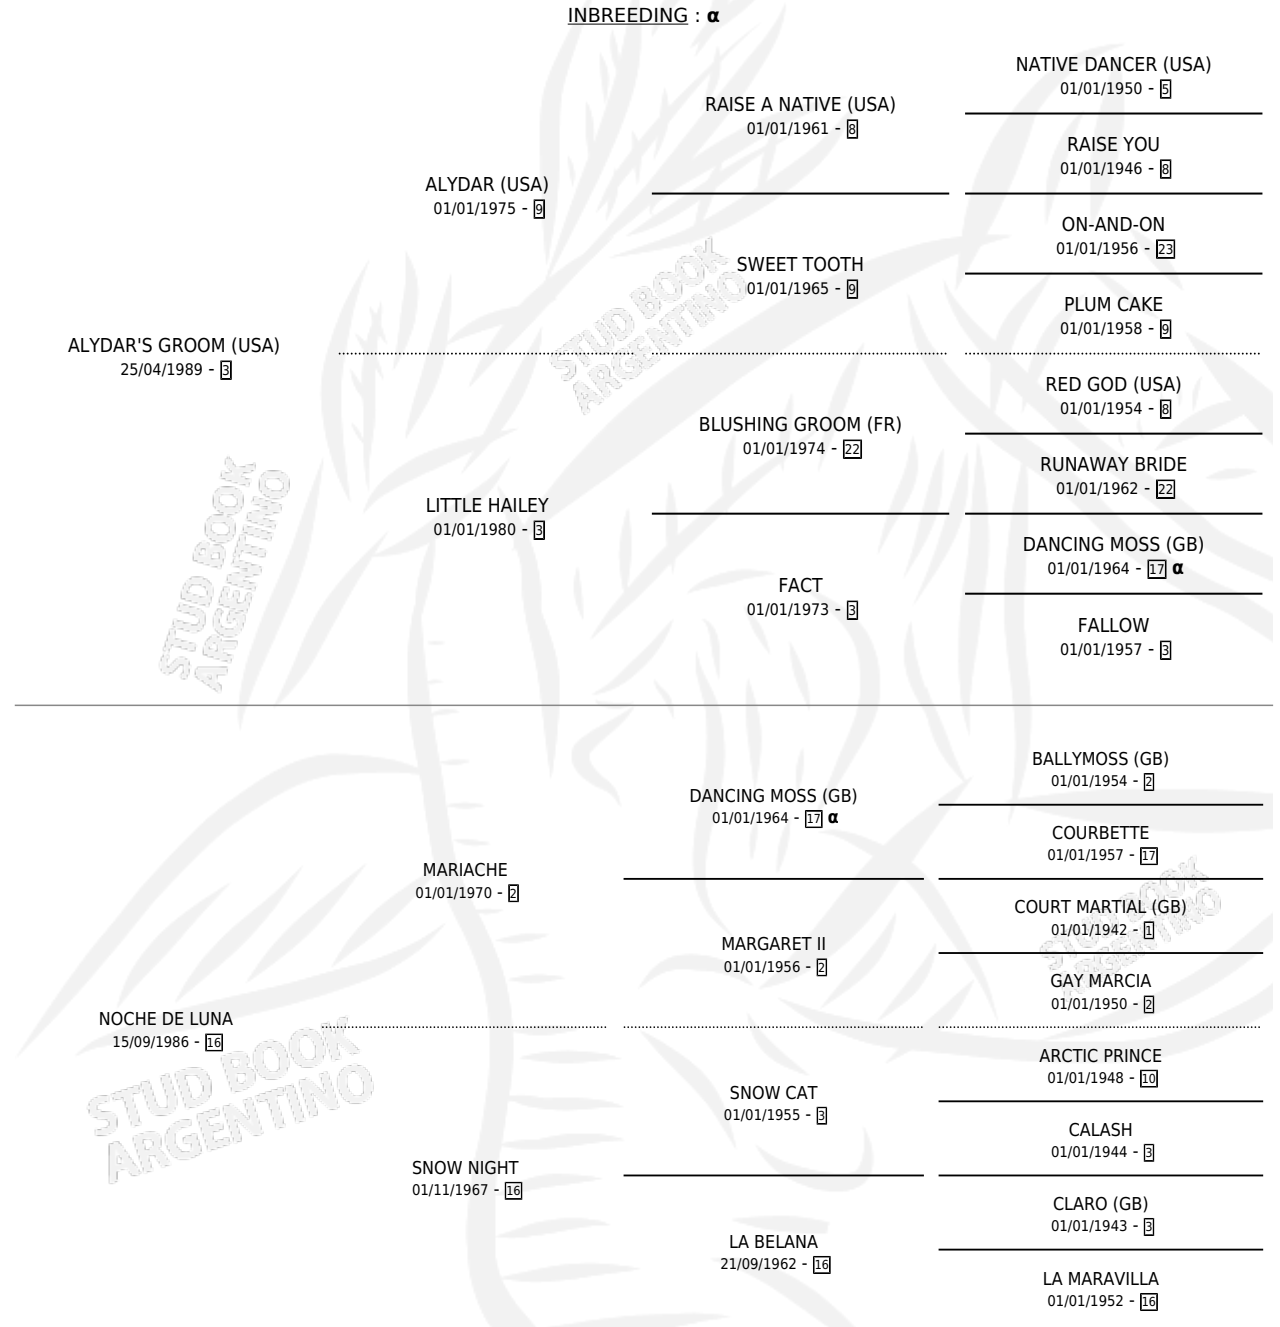 INBREEDING : α
NATIVE DANCER (USA)
01/01/1950 - 5
RAISE A NATIVE (USA)
01/01/1961 - 8
RAISE YOU
01/01/1946 - 8
ALYDAR (USA)
01/01/1975 - 9
ON-AND-ON
01/01/1956 - 23
SWEET TOOTH
01/01/1965 - 9
PLUM CAKE
01/01/1958 - 9
ALYDAR'S GROOM (USA)
25/04/1989 - 3
RED GOD (USA)
01/01/1954 - 8
BLUSHING GROOM (FR)
01/01/1974 - 22
RUNAWAY BRIDE
01/01/1962 - 22
LITTLE HAILEY
01/01/1980 - 3
DANCING MOSS (GB)
01/01/1964 - 17 α
FACT
01/01/1973 - 3
FALLOW
01/01/1957 - 3
BALLYMOSS (GB)
01/01/1954 - 2
DANCING MOSS (GB)
01/01/1964 - 17 α
COURBETTE
01/01/1957 - 17
MARIACHE
01/01/1970 - 2
COURT MARTIAL (GB)
01/01/1942 - 1
MARGARET II
01/01/1956 - 2
GAY MARCIA
01/01/1950 - 2
NOCHE DE LUNA
15/09/1986 - 16
ARCTIC PRINCE
01/01/1948 - 10
SNOW CAT
01/01/1955 - 3
CALASH
01/01/1944 - 3
SNOW NIGHT
01/11/1967 - 16
CLARO (GB)
01/01/1943 - 3
LA BELANA
21/09/1962 - 16
LA MARAVILLA
01/01/1952 - 16
STUD BOOK
ARGENTINO
STUD BOOK
ARGENTINO
STUD BOOK
ARGENTINO
STUD BOOK
ARGENTINO